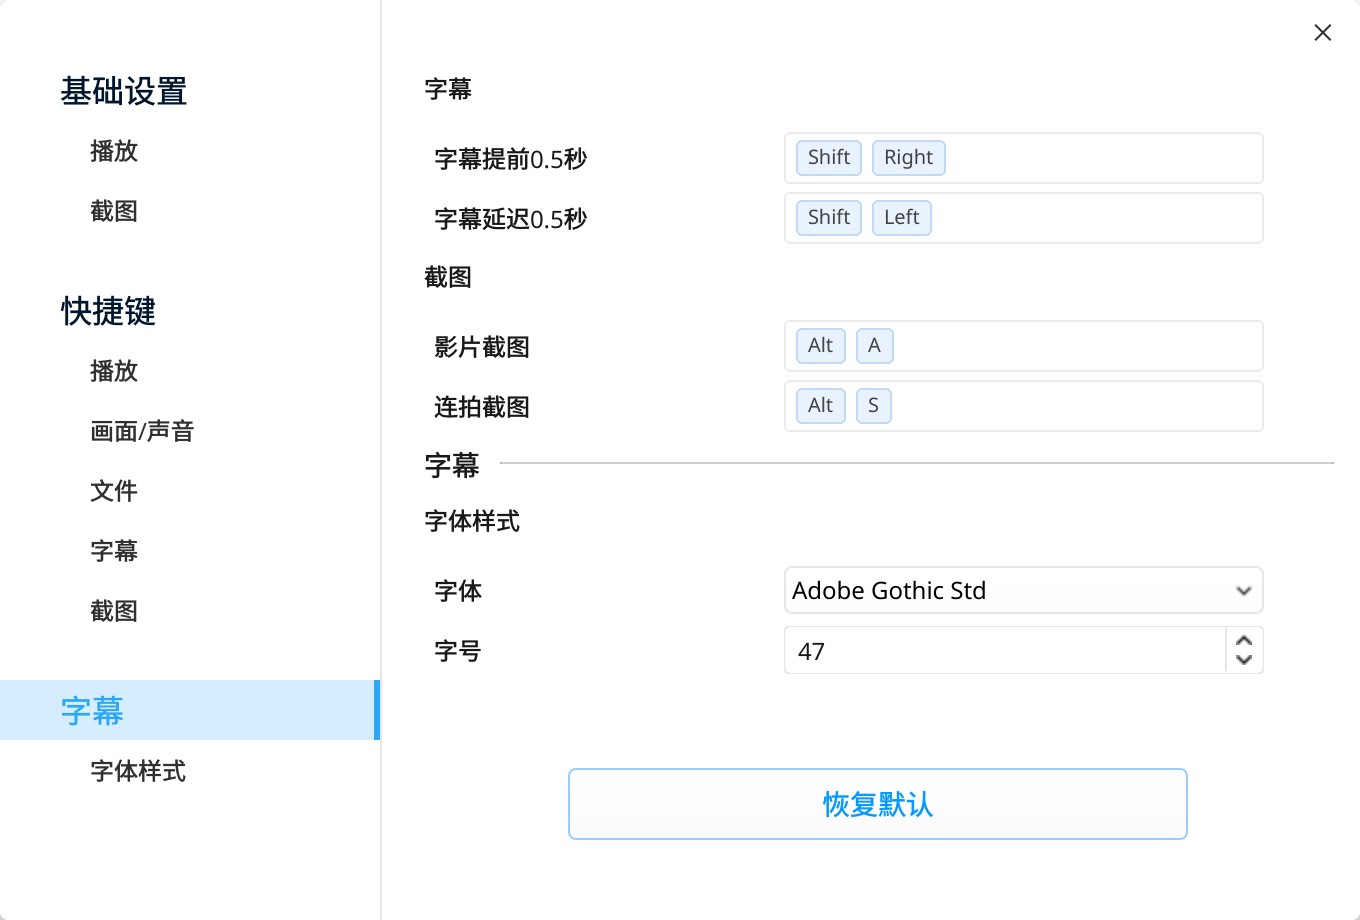 基础设置
播放
截图
快捷键
播放
画面/声音
文件
字幕
截图
字幕
字体样式
字幕
字幕提前0.5秒 Shift Right
字幕延迟0.5秒 Shift Left
截图
影片截图 Alt A
连拍截图 Alt S
字幕
字体样式
字体 Adobe Gothic Std
字号 47
恢复默认